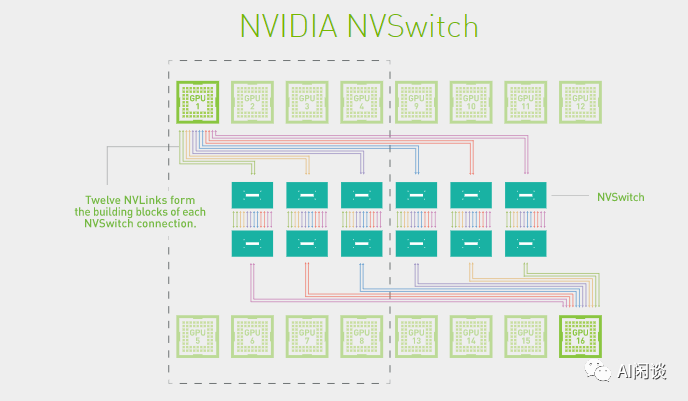 NVIDIA NVSwitch
GPU
1
GPU
2
GPU
3
GPU
4
GPU
9
GPU
10
GPU
11
GPU
12
Twelve NVLinks form
the building blocks of each
NVSwitch connection.
NVSwitch
GPU
5
GPU
6
GPU
7
GPU
8
GPU
13
GPU
14
GPU
15
GPU
16
AI闲谈